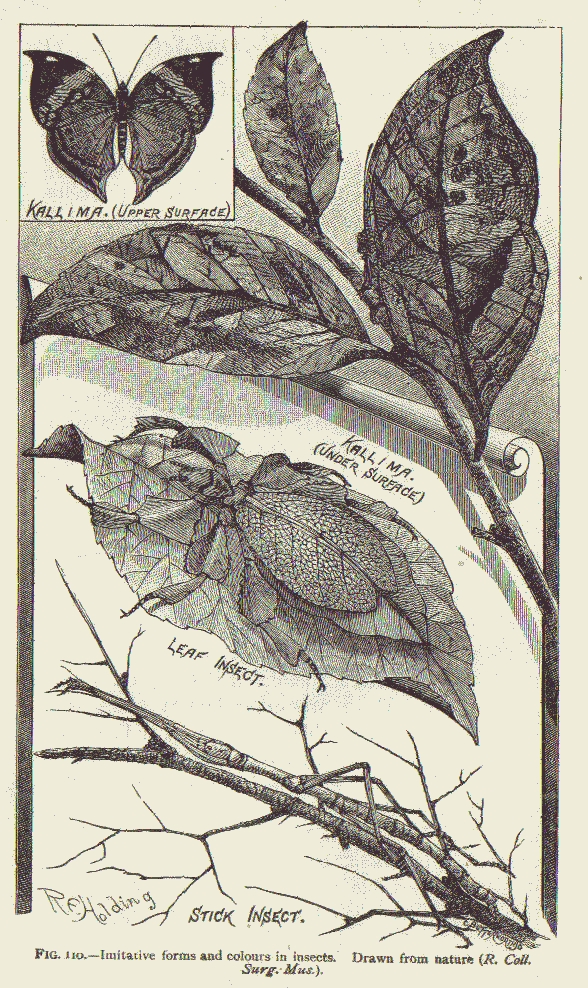 KALLIMA. (UPPER SURFACE)
KALLIMA.
(UNDER SURFACE)
LEAF INSECT.
R E Holding
STICK INSECT.
FIG. 110.—Imitative forms and colours in insects. Drawn from nature (R. Coll.
Surg. Mus.).